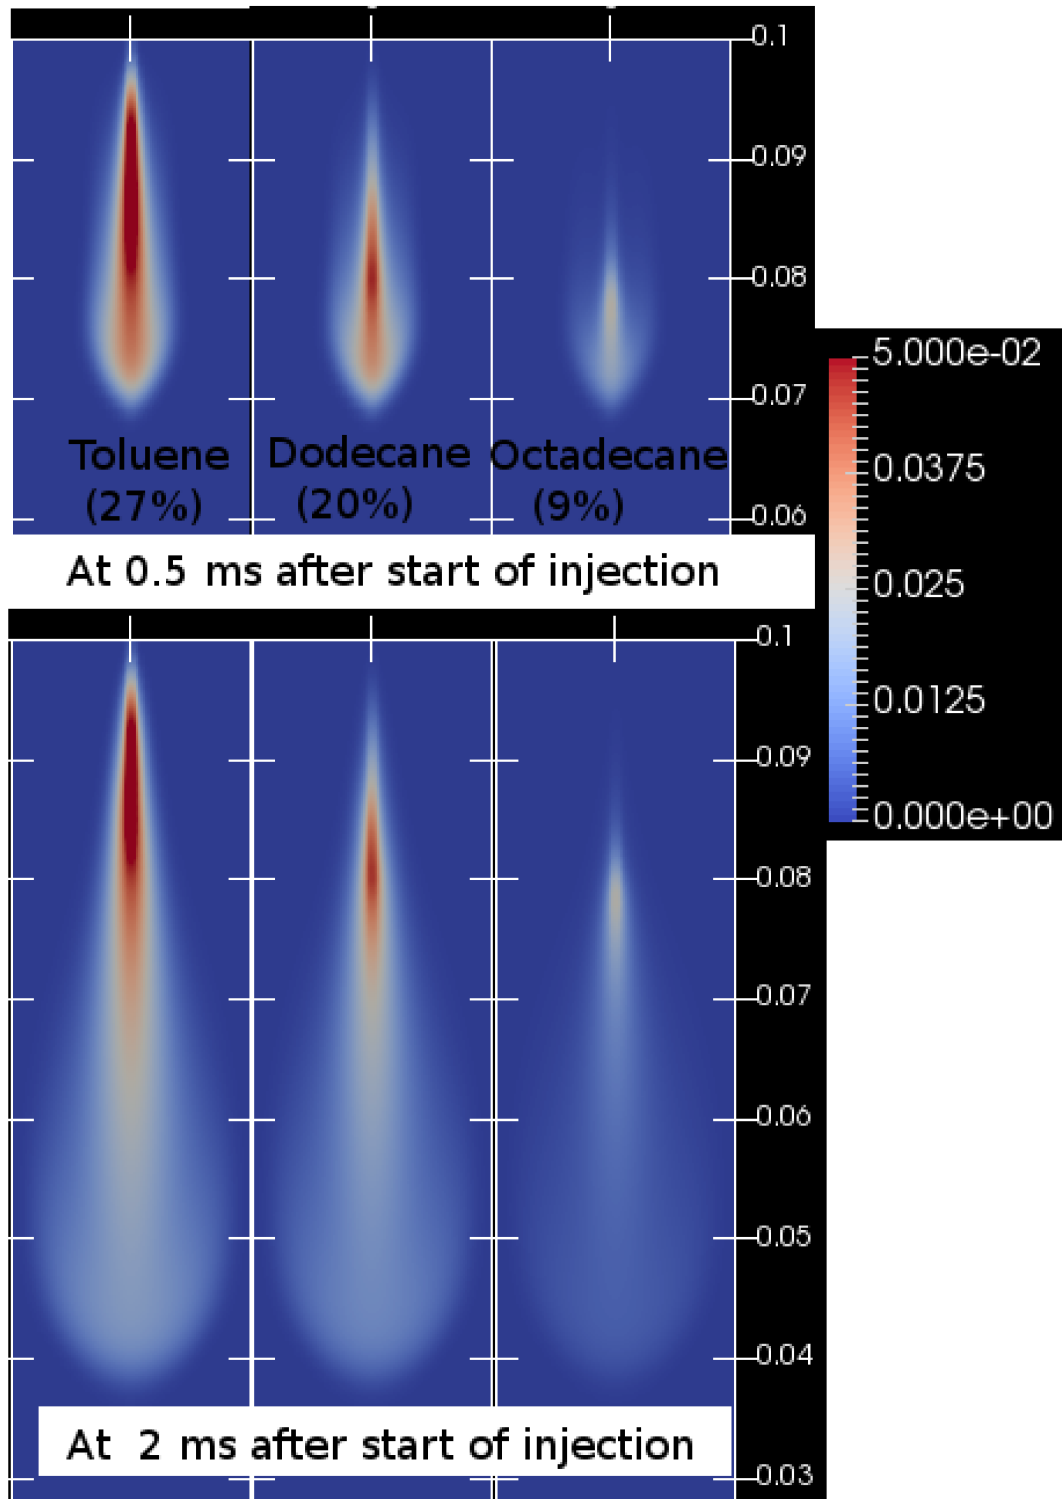 0.1
0.09
0.08
0.07
Toluene Dodecane Octadecane
(27%) (20%) (9%)
0.06
At 0.5 ms after start of injection
5.000e-02
0.0375
0.025
0.0125
0.000e+00
0.1
0.09
0.08
0.07
0.06
0.05
0.04
At 2 ms after start of injection
0.03